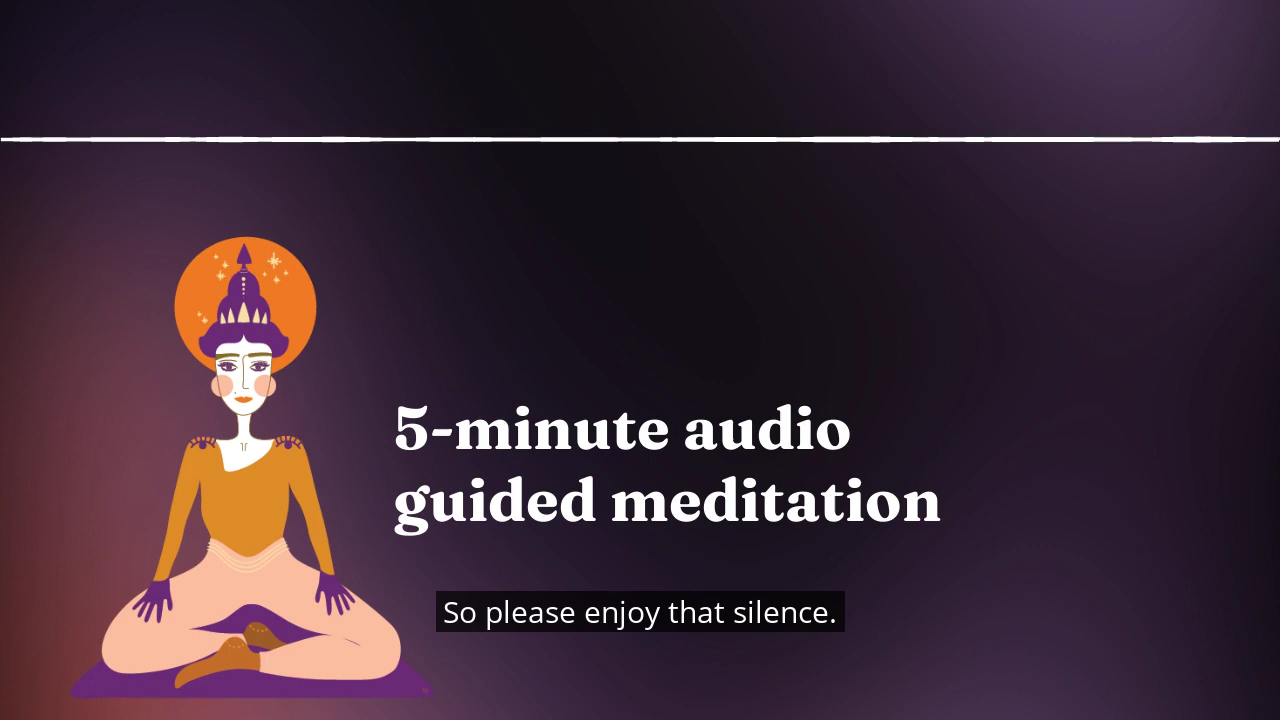 5-minute audio
guided meditation
So please enjoy that silence.